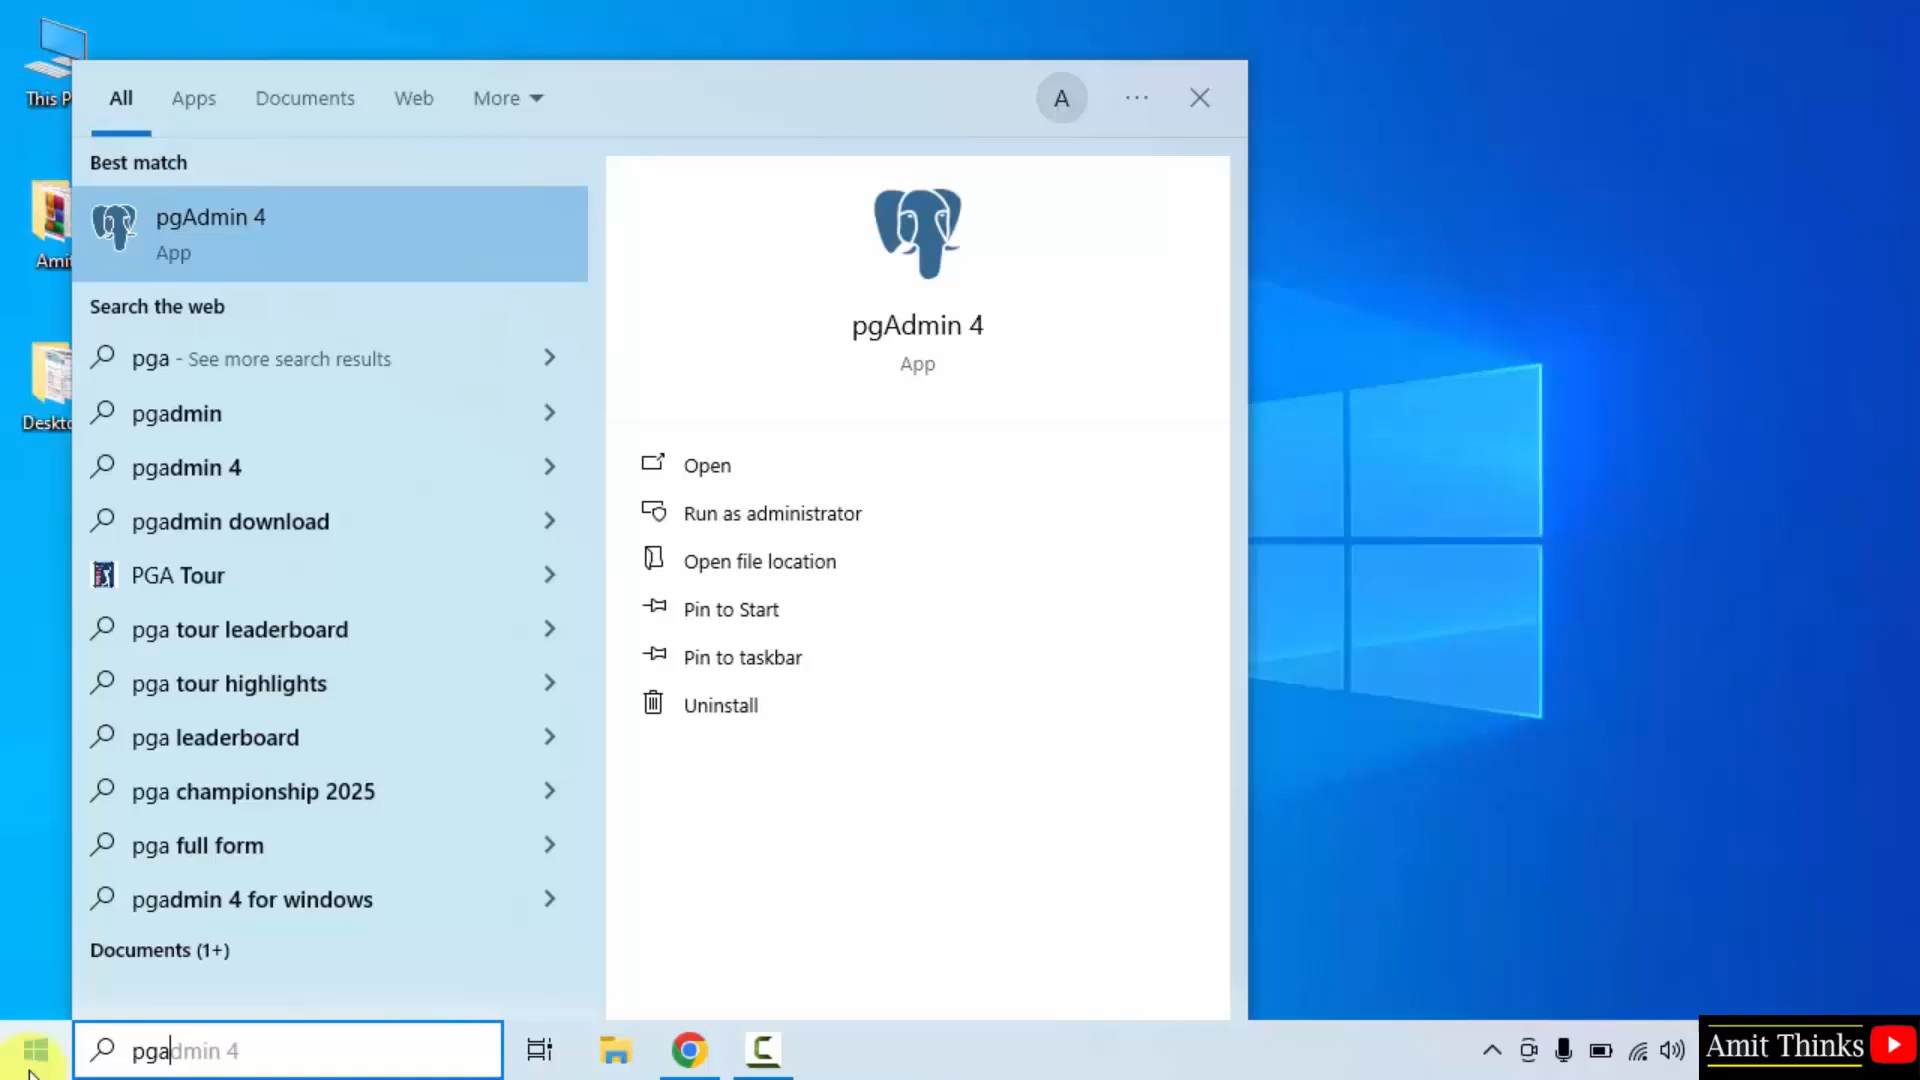 This P
Amit
Deskto
All
Apps
Documents
Web
More
A
Best match
pgAdmin 4
App
Search the web
pga - See more search results
pgadmin
pgadmin 4
pgadmin download
PGA Tour
pga tour leaderboard
pga tour highlights
pga leaderboard
pga championship 2025
pga full form
pgadmin 4 for windows
Documents (1+)
pgAdmin 4
App
Open
Run as administrator
Open file location
Pin to Start
Pin to taskbar
Uninstall
pgadmin 4
Amit Thinks